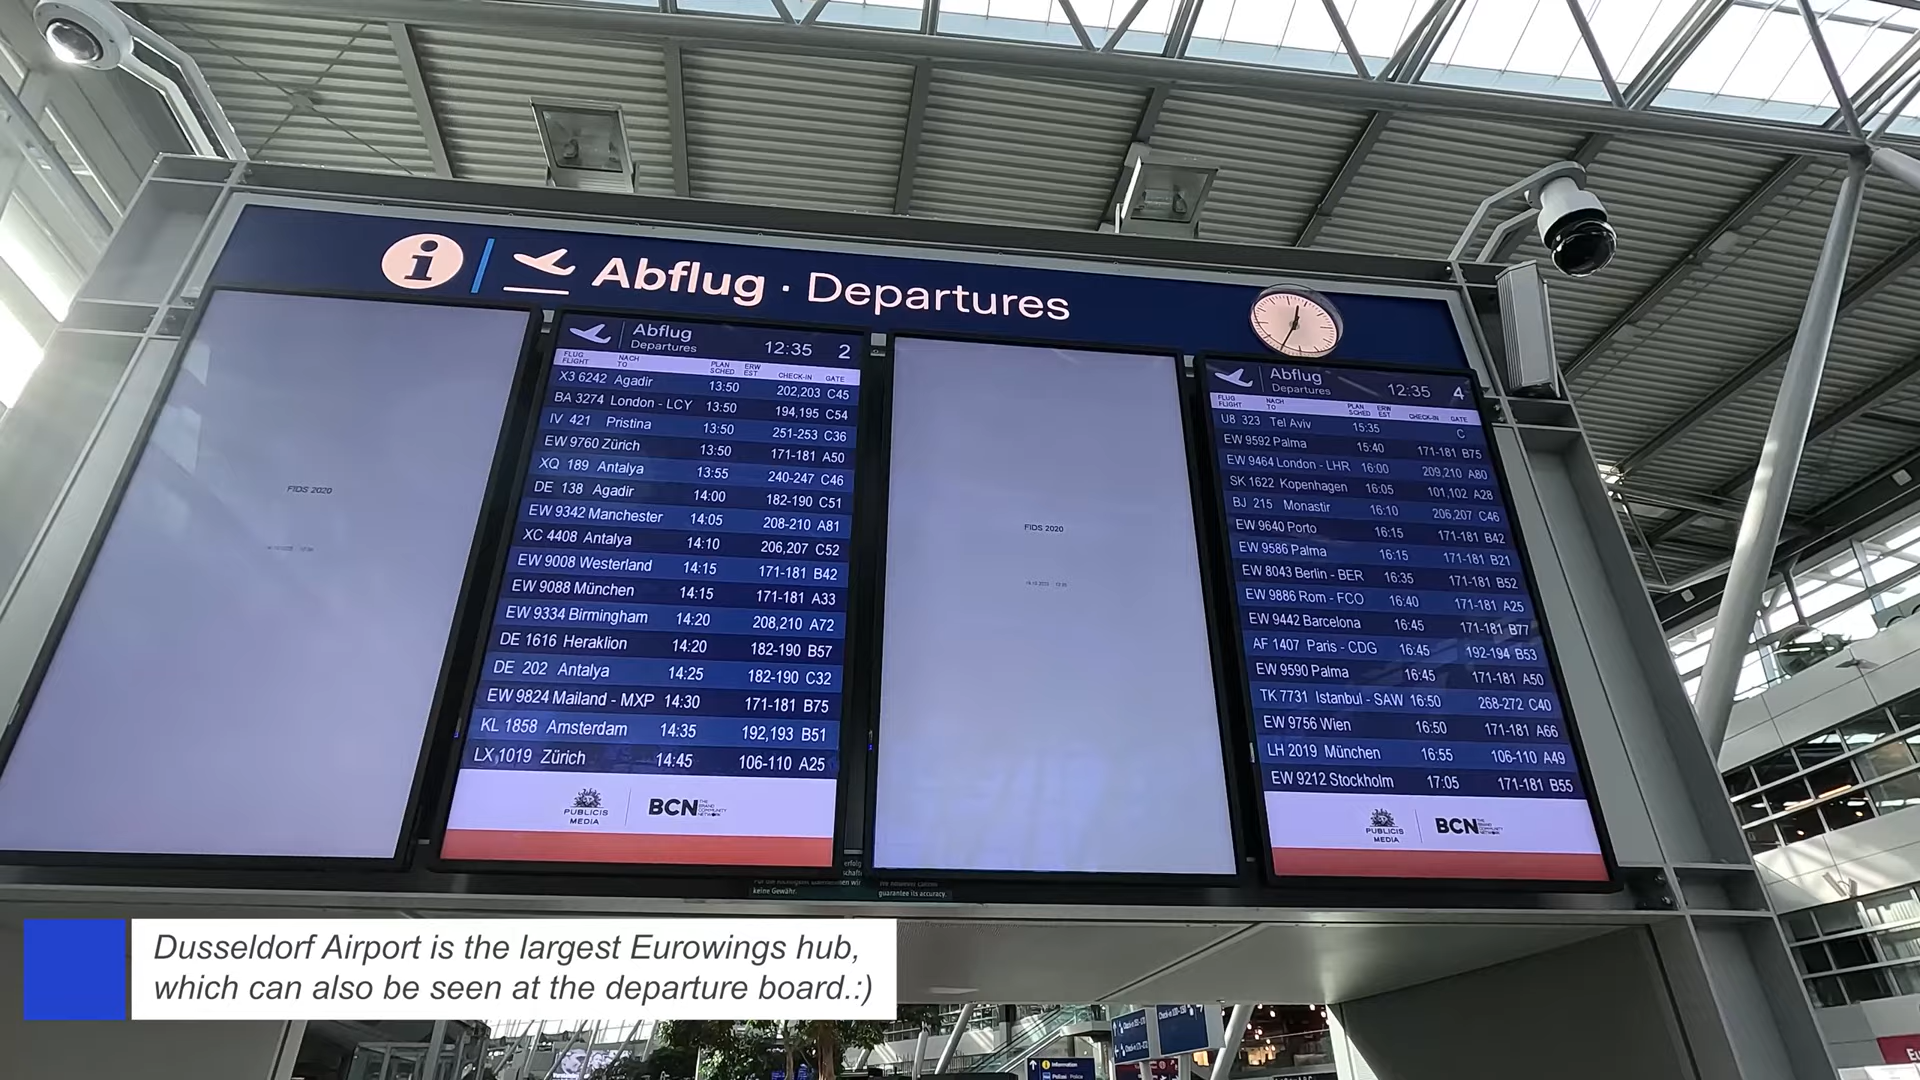 i Abflug · Departures
FIDS 2020
Abflug
Departures
12:35 2
FLUG NACH PLAN ERW
FLIGHT TO SCHED EST CHECK-IN GATE
X3 6242 Agadir 13:50 202,203 C45
BA 3274 London - LCY 13:50 194,195 C54
IV 421 Pristina 13:50 251-253 C36
EW 9760 Zürich 13:50 171-181 A50
XQ 189 Antalya 13:55 240-247 C46
DE 138 Agadir 14:00 182-190 C51
EW 9342 Manchester 14:05 208-210 A81
XC 4408 Antalya 14:10 206,207 C52
EW 9008 Westerland 14:15 171-181 B42
EW 9088 München 14:15 171-181 A33
EW 9334 Birmingham 14:20 208,210 A72
DE 1616 Heraklion 14:20 182-190 B57
DE 202 Antalya 14:25 182-190 C32
EW 9824 Mailand - MXP 14:30 171-181 B75
KL 1858 Amsterdam 14:35 192,193 B51
LX 1019 Zürich 14:45 106-110 A25
PUBLICIS
MEDIA
BCN THE
BRAND
COMMUNITY
NETWORK
FIDS 2020
Abflug
Departures
12:35 4
FLUG NACH PLAN ERW
FLIGHT TO SCHED EST CHECK-IN GATE
U8 323 Tel Aviv 15:35 C
EW 9592 Palma 15:40 171-181 B75
EW 9464 London - LHR 16:00 209,210 A80
SK 1622 Kopenhagen 16:05 101,102 A28
BJ 215 Monastir 16:10 206,207 C46
EW 9640 Porto 16:15 171-181 B42
EW 9586 Palma 16:15 171-181 B21
EW 8043 Berlin - BER 16:35 171-181 B52
EW 9886 Rom - FCO 16:40 171-181 A25
EW 9442 Barcelona 16:45 171-181 B77
AF 1407 Paris - CDG 16:45 192-194 B53
EW 9590 Palma 16:45 171-181 A50
TK 7731 Istanbul - SAW 16:50 268-272 C40
EW 9756 Wien 16:50 171-181 A66
LH 2019 München 16:55 106-110 A49
EW 9212 Stockholm 17:05 171-181 B55
PUBLICIS
MEDIA
BCN THE
BRAND
COMMUNITY
NETWORK
keine Gewähr.
guarantee its accuracy.
Dusseldorf Airport is the largest Eurowings hub,
which can also be seen at the departure board.:)
Information
Polizei Police